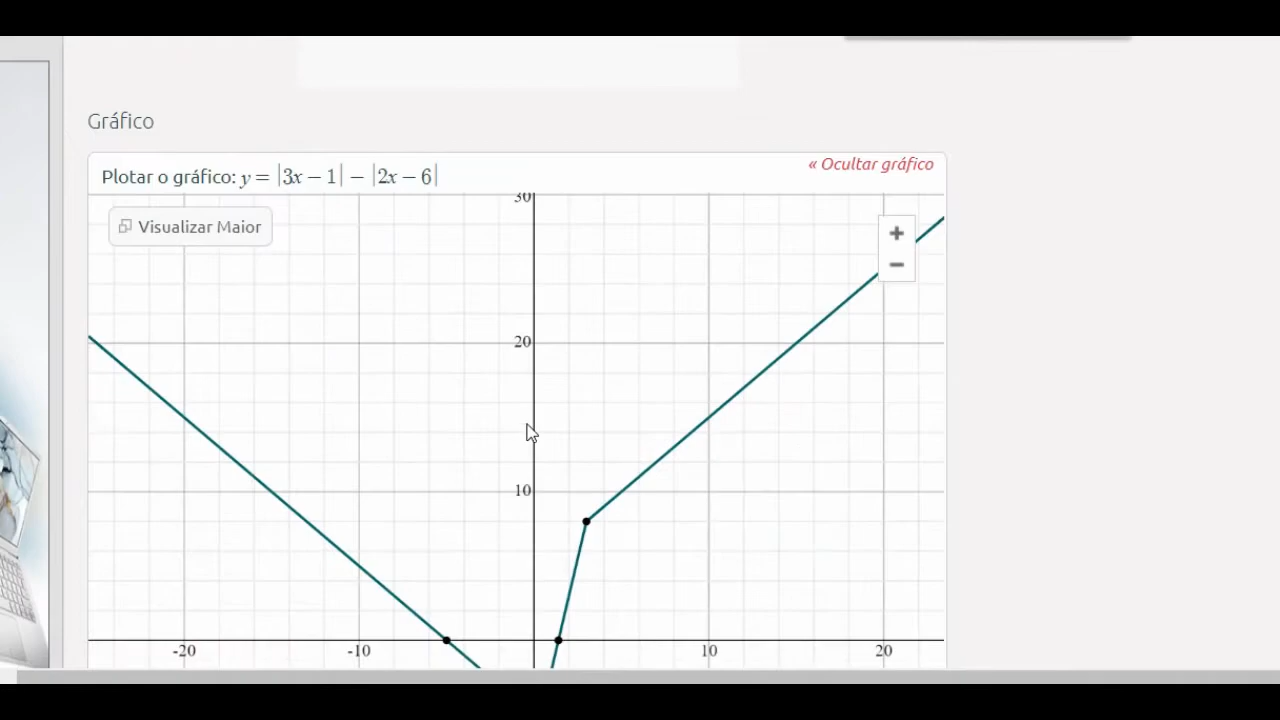 Gráfico
Plotar o gráfico: y = |3x − 1| − |2x − 6|
« Ocultar gráfico
30
Visualizar Maior
+
−
20
10
-20 -10 10 20